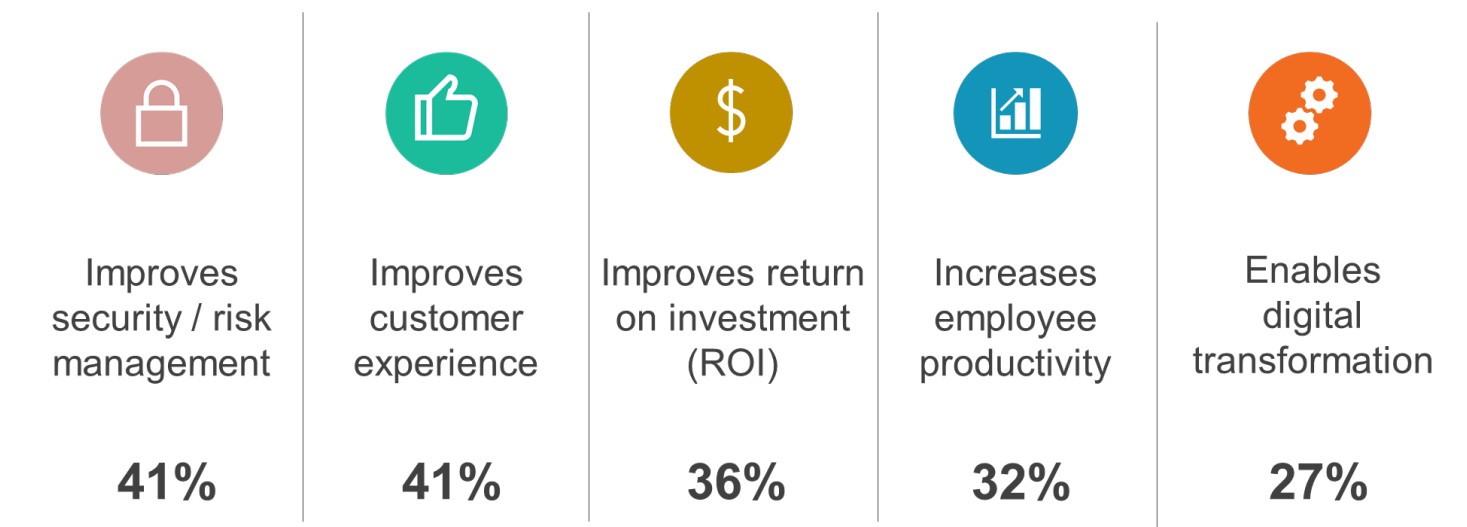 Improves
security / risk
management
41%
Improves
customer
experience
41%
$
Improves return
on investment
(ROI)
36%
Increases
employee
productivity
32%
Enables
digital
transformation
27%